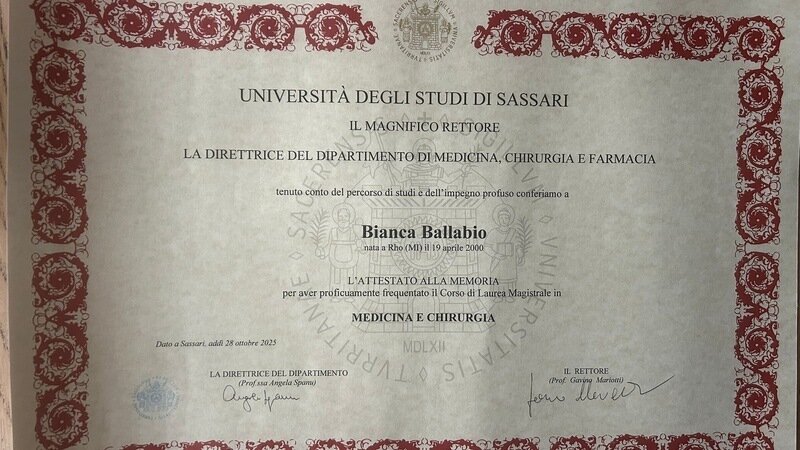 UNIVERSITÀ DEGLI STUDI DI SASSARI
IL MAGNIFICO RETTORE
LA DIRETTRICE DEL DIPARTIMENTO DI MEDICINA, CHIRURGIA E FARMACIA
tenuto conto del percorso di studi e dell'impegno profuso conferiamo a
Bianca Ballabio
nata a Rho (MI) il 19 aprile 2000
L'ATTESTATO ALLA MEMORIA
per aver proficuamente frequentato il Corso di Laurea Magistrale in
MEDICINA E CHIRURGIA
MDLXII
Dato a Sassari, addì 28 ottobre 2025
LA DIRETTRICE DEL DIPARTIMENTO
(Prof.ssa Angela Spanu)
Angela Spanu
IL RETTORE
(Prof. Gavino Mariotti)